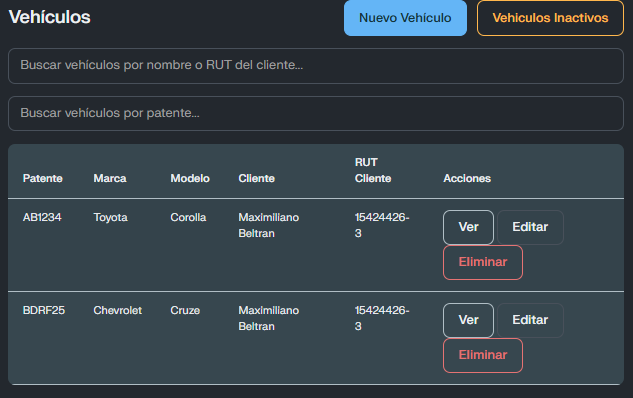 Vehículos
Nuevo Vehículo
Vehiculos Inactivos
Buscar vehículos por nombre o RUT del cliente...
Buscar vehículos por patente...
Patente Marca Modelo Cliente RUT Cliente Acciones
AB1234 Toyota Corolla Maximiliano Beltran 15424426-3 Ver Editar
Eliminar
BDRF25 Chevrolet Cruze Maximiliano Beltran 15424426-3 Ver Editar
Eliminar